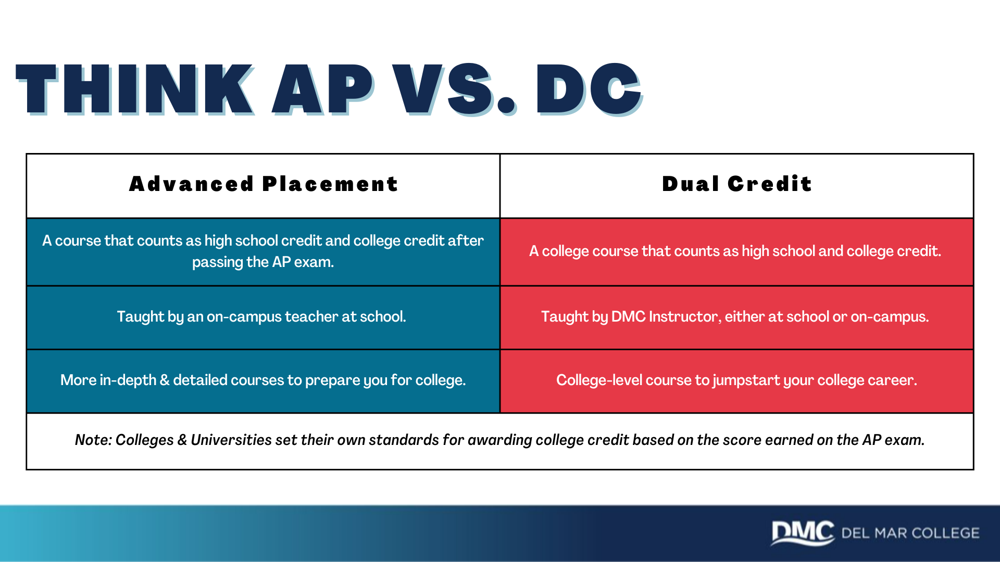 THINK AP VS. DC
Advanced Placement
Dual Credit
A course that counts as high school credit and college credit after
passing the AP exam.
A college course that counts as high school and college credit.
Taught by an on-campus teacher at school.
Taught by DMC Instructor, either at school or on-campus.
More in-depth & detailed courses to prepare you for college.
College-level course to jumpstart your college career.
Note: Colleges & Universities set their own standards for awarding college credit based on the score earned on the AP exam.
DMC DEL MAR COLLEGE